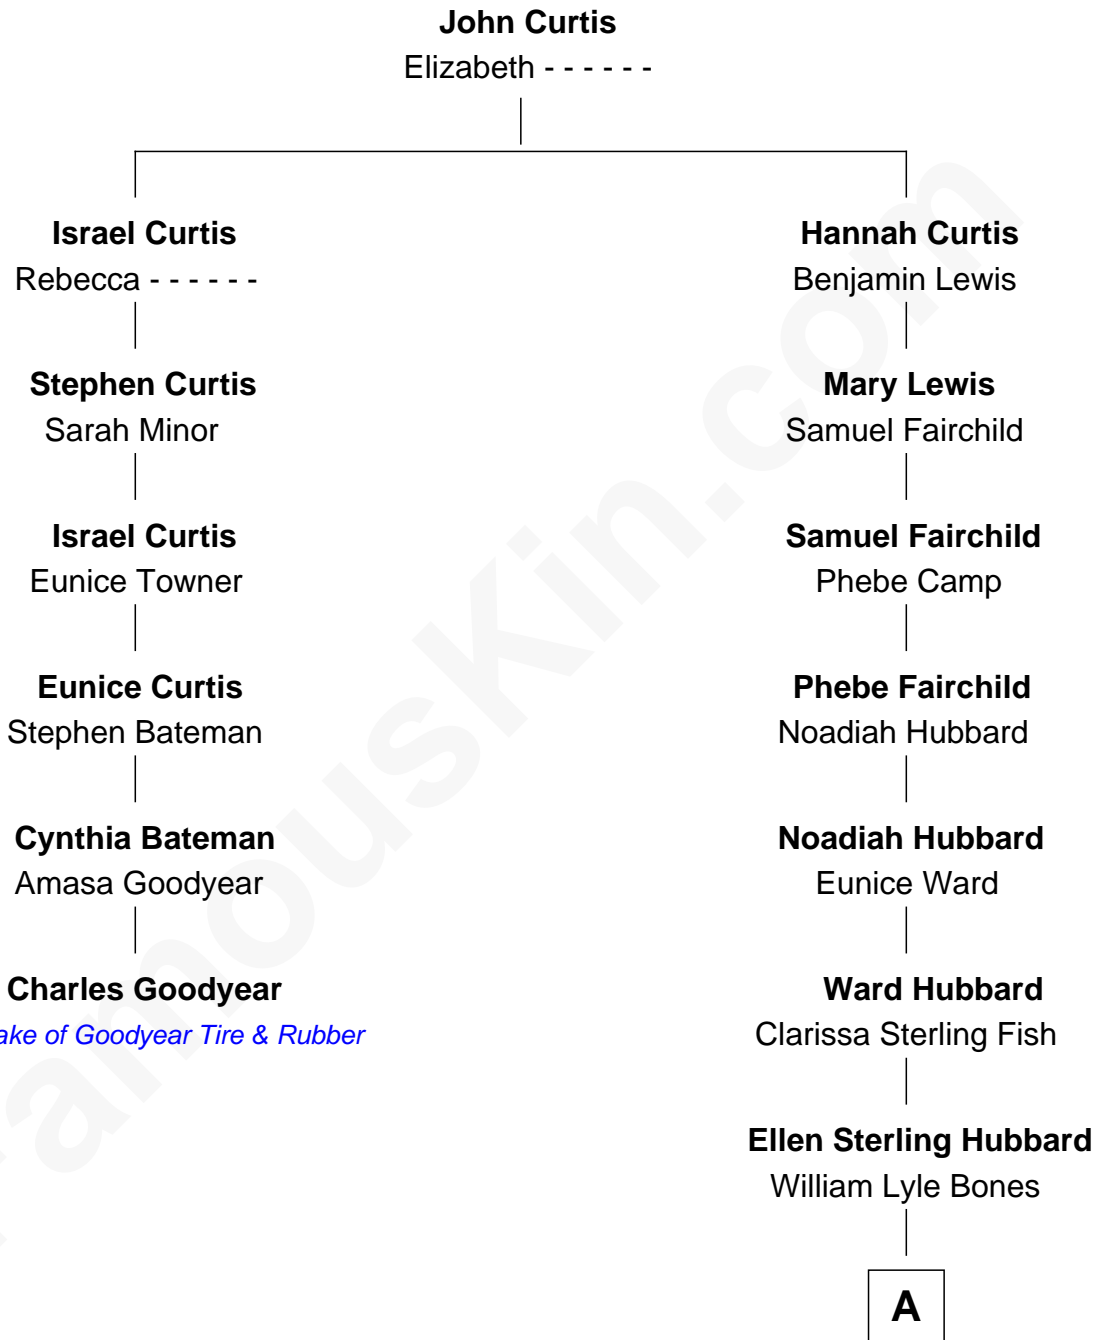 John Curtis
Elizabeth - - - - - -
Israel Curtis
Rebecca - - - - - -
Stephen Curtis
Sarah Minor
Israel Curtis
Eunice Towner
Eunice Curtis
Stephen Bateman
Cynthia Bateman
Amasa Goodyear
Charles Goodyear
ake of Goodyear Tire & Rubber
Hannah Curtis
Benjamin Lewis
Mary Lewis
Samuel Fairchild
Samuel Fairchild
Phebe Camp
Phebe Fairchild
Noadiah Hubbard
Noadiah Hubbard
Eunice Ward
Ward Hubbard
Clarissa Sterling Fish
Ellen Sterling Hubbard
William Lyle Bones
A
FamousKin.com